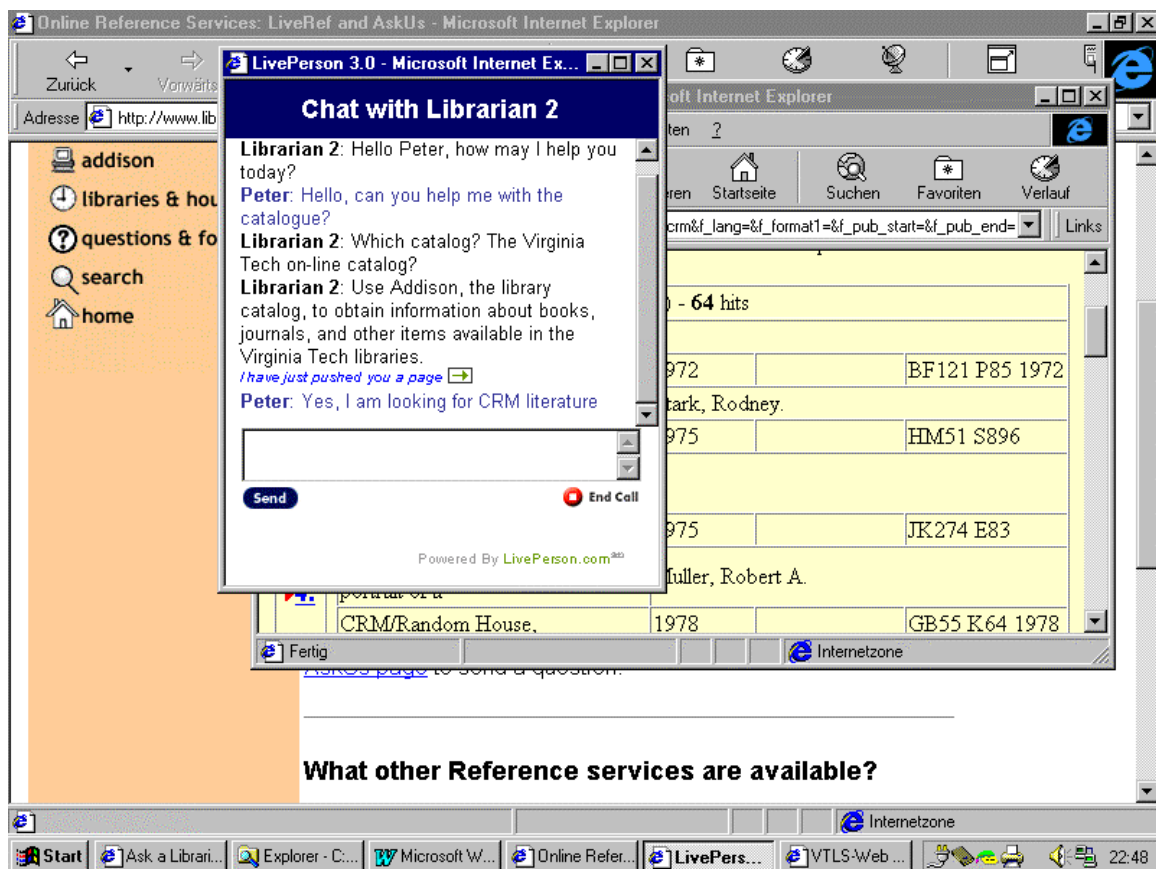 Online Reference Services: LiveRef and AskUs - Microsoft Internet Explorer
Zurück
Vorwärts
Adresse http://www.lib
addison
libraries & hou
questions & fo
search
home
LivePerson 3.0 - Microsoft Internet Ex...
Chat with Librarian 2
Librarian 2: Hello Peter, how may I help you
today?
Peter: Hello, can you help me with the
catalogue?
Librarian 2: Which catalog? The Virginia
Tech on-line catalog?
Librarian 2: Use Addison, the library
catalog, to obtain information about books,
journals, and other items available in the
Virginia Tech libraries.
I have just pushed you a page
Peter: Yes, I am looking for CRM literature
Send
End Call
Powered By LivePerson.com
oft Internet Explorer
ten ?
ren Startseite Suchen Favoriten Verlauf
crm&f_lang=&f_format1=&f_pub_start=&f_pub_end= Links
) - 64 hits
972 BF121 P85 1972
tark, Rodney.
975 HM51 S896
975 JK274 E83
4. portrait of a Muller, Robert A.
CRM/Random House, 1978 GB55 K64 1978
Fertig Internetzone
AskUs page to send a question.
What other Reference services are available?
Internetzone
Start Ask a Librari... Explorer - C:... Microsoft W... Online Refer... LivePers... VTLS-Web ... 22:48